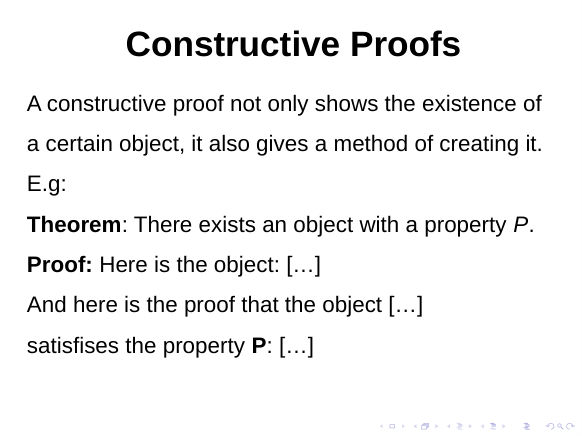 Constructive Proofs
A constructive proof not only shows the existence of
a certain object, it also gives a method of creating it.
E.g:
Theorem: There exists an object with a property P.
Proof: Here is the object: […]
And here is the proof that the object […]
satisfises the property P: […]